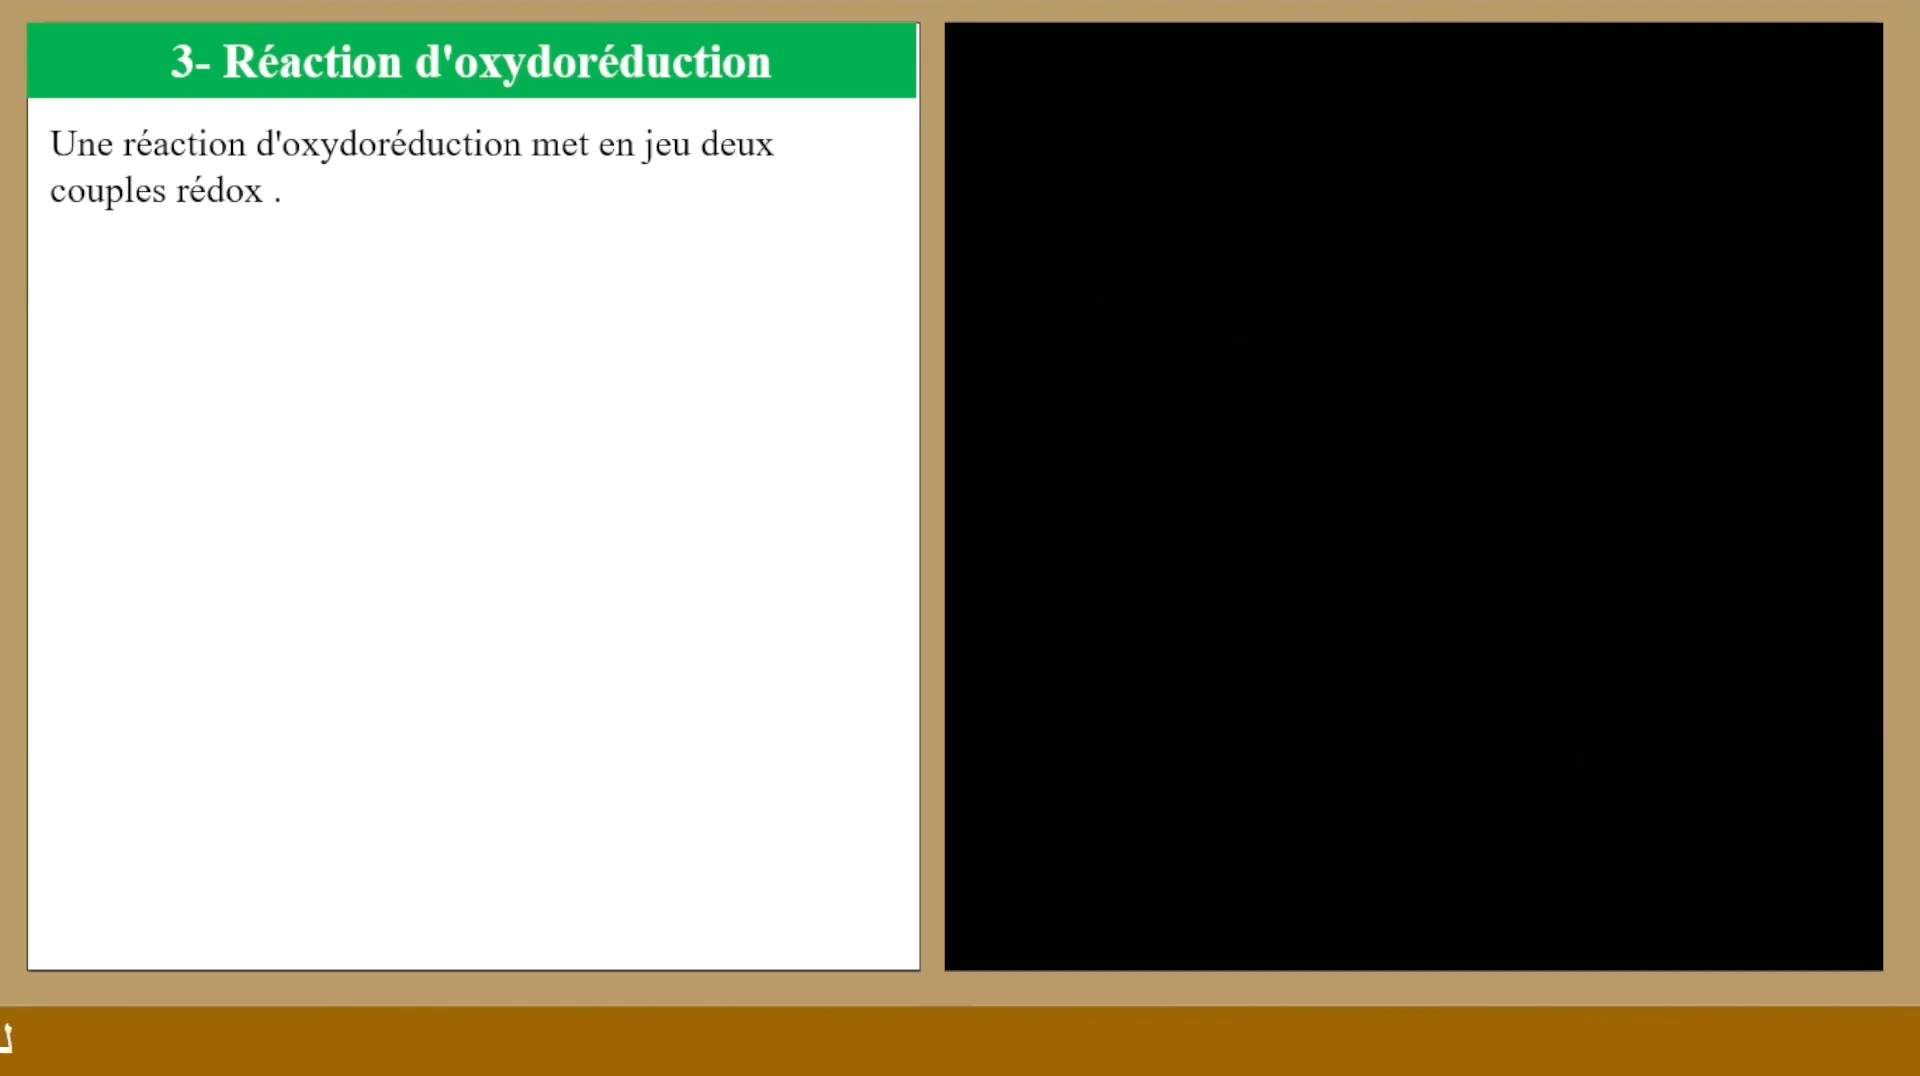 3- Réaction d'oxydoréduction
Une réaction d'oxydoréduction met en jeu deux
couples rédox .